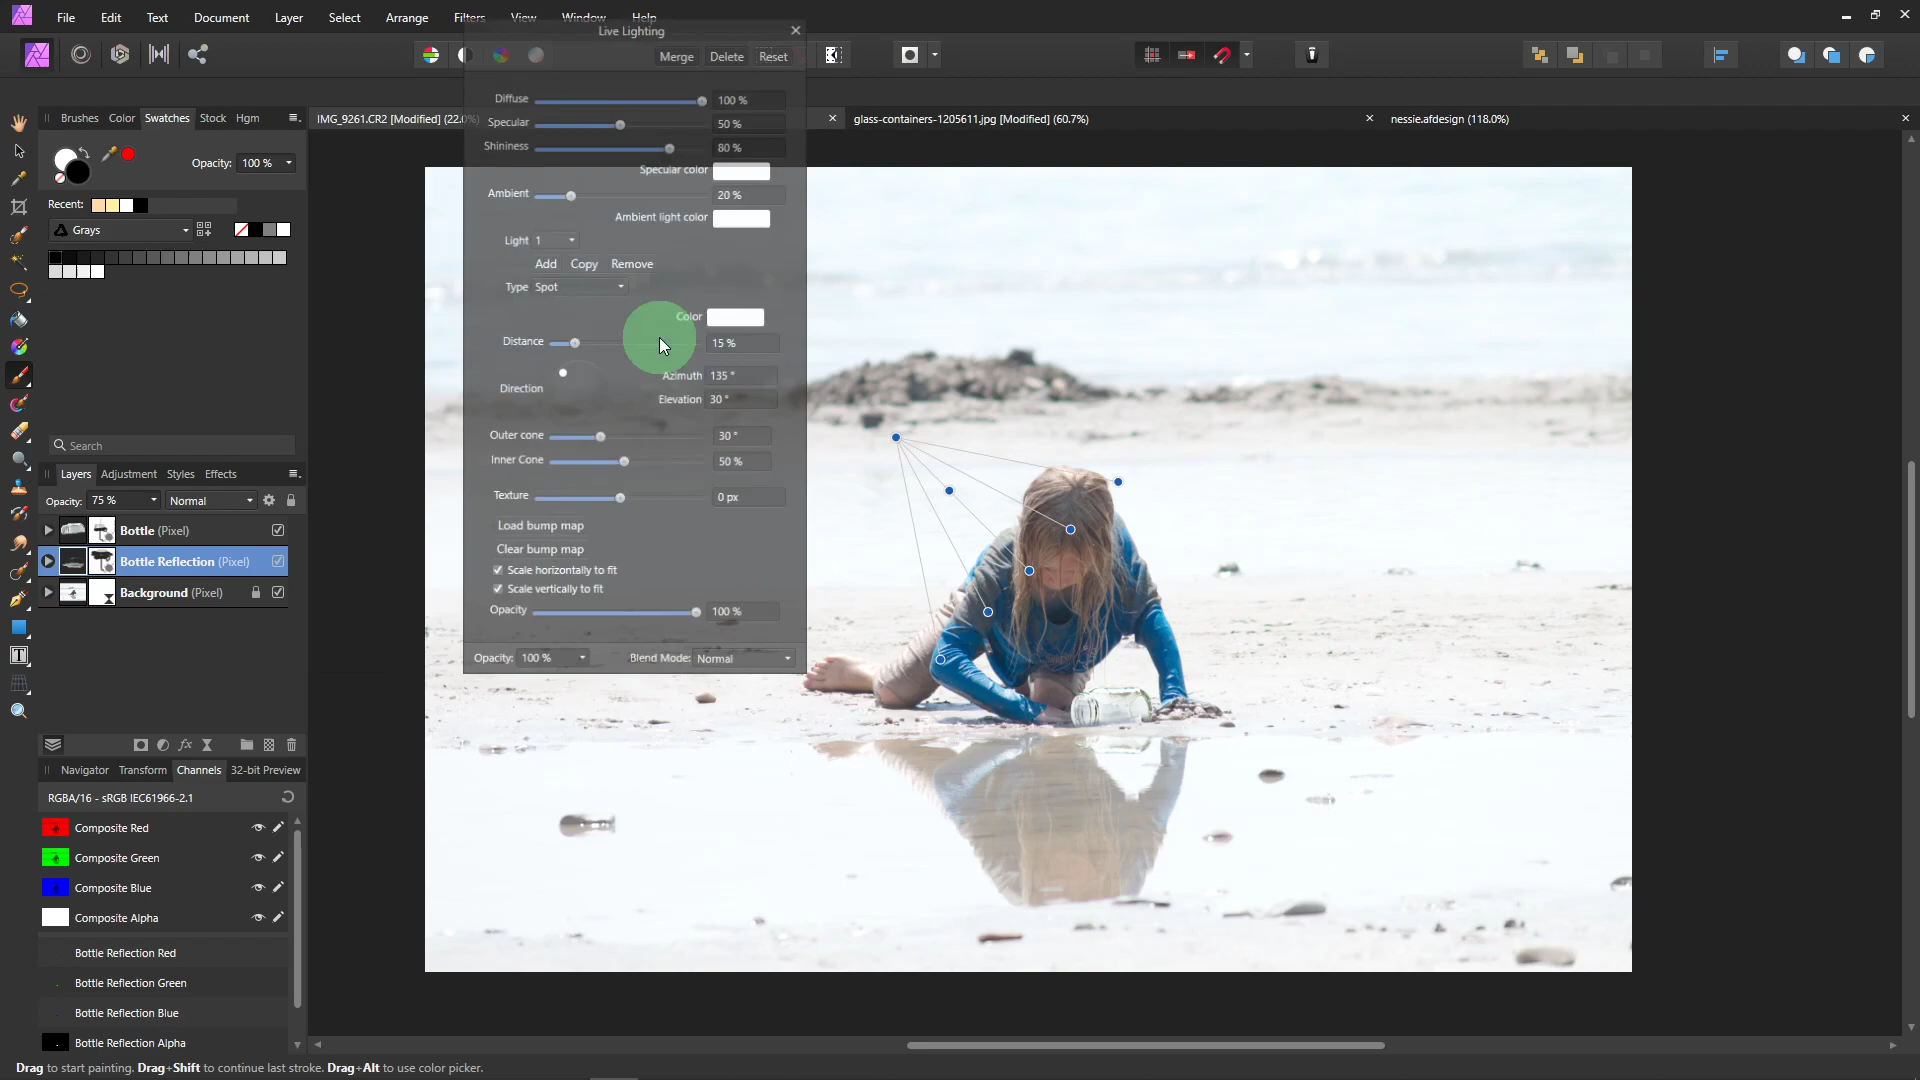 File Edit Text Document Layer Select Arrange Filters View Window Help
Live Lighting
Merge Delete Reset
Brushes Color Swatches Stock Hgm
IMG_9261.CR2 [Modified] (22.0%)
glass-containers-1205611.jpg [Modified] (60.7%)
nessie.afdesign (118.0%)
Opacity: 100 %
Recent:
Grays
Search
Diffuse 100 %
Specular 50 %
Shininess 80 %
Specular color
Ambient 20 %
Ambient light color
Light 1
Add Copy Remove
Type Spot
Color
Distance 15 %
Azimuth 135 °
Direction
Elevation 30 °
Outer cone 30 °
Inner Cone 50 %
Texture 0 px
Load bump map
Clear bump map
Scale horizontally to fit
Scale vertically to fit
Opacity 100 %
Opacity: 100 % Blend Mode: Normal
Layers Adjustment Styles Effects
Opacity: 75 % Normal
Bottle (Pixel)
Bottle Reflection (Pixel)
Background (Pixel)
Navigator Transform Channels 32-bit Preview
RGBA/16 - sRGB IEC61966-2.1
Composite Red
Composite Green
Composite Blue
Composite Alpha
Bottle Reflection Red
Bottle Reflection Green
Bottle Reflection Blue
Bottle Reflection Alpha
Drag to start painting. Drag+Shift to continue last stroke. Drag+Alt to use color picker.